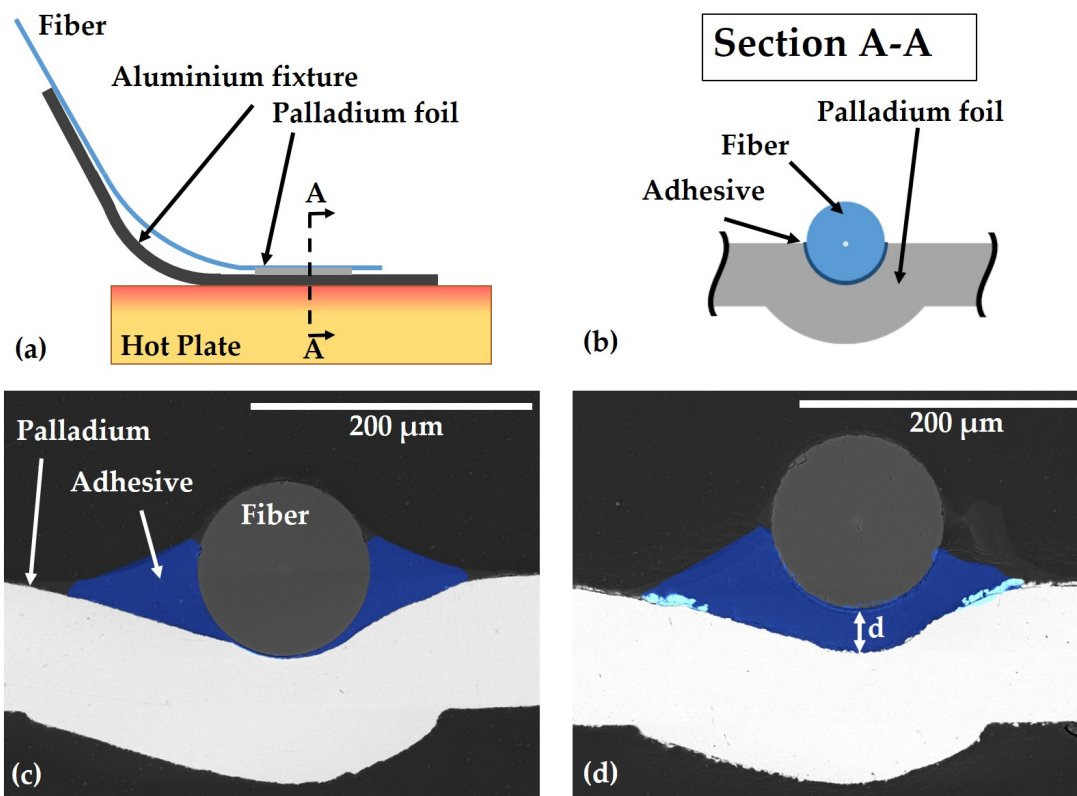 Fiber
Aluminium fixture
Palladium foil
A
A
Hot Plate
(a)
Section A-A
Palladium foil
Fiber
Adhesive
(b)
200 μm
Palladium
Adhesive
Fiber
(c)
200 μm
d
(d)